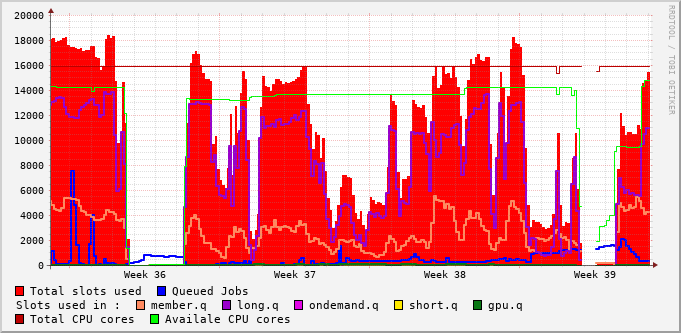 20000
18000
16000
14000
12000
10000
8000
6000
4000
2000
0
Week 36 Week 37 Week 38 Week 39
Total slots used Queued Jobs
Slots used in : member.q long.q ondemand.q short.q gpu.q
Total CPU cores Availale CPU cores
RRDTOOL / TOBI OETIKER